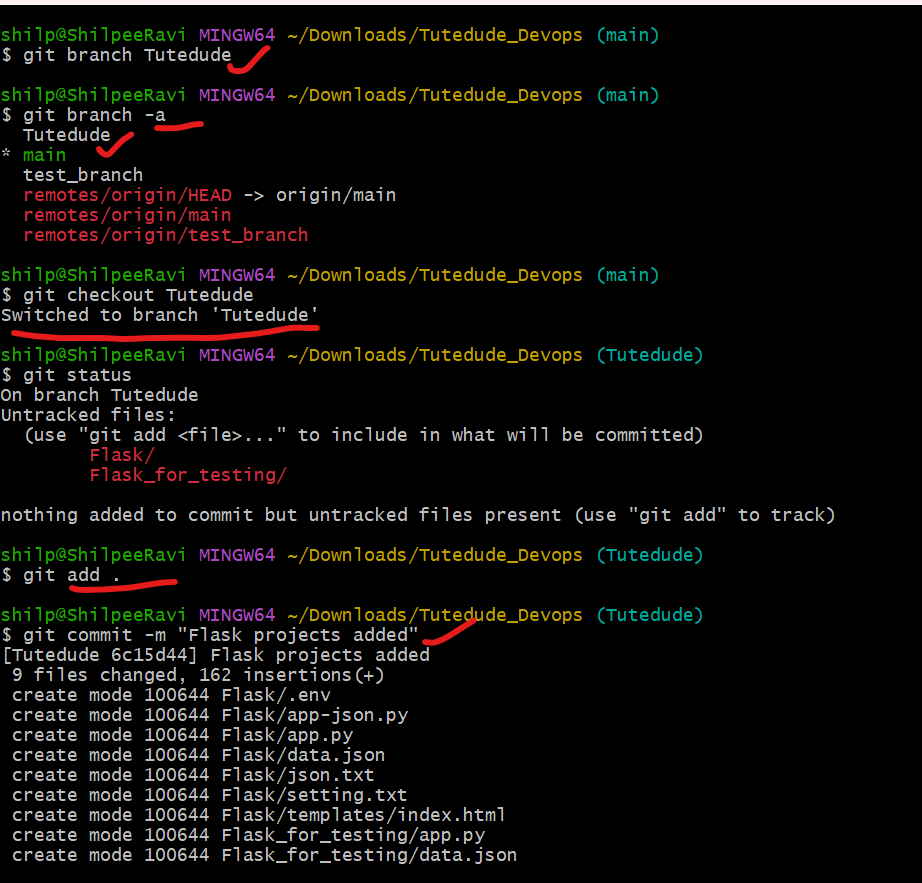 shilp@ShilpeeRavi MINGW64 ~/Downloads/Tutedude_Devops (main)
$ git branch Tutedude
shilp@ShilpeeRavi MINGW64 ~/Downloads/Tutedude_Devops (main)
$ git branch -a
  Tutedude
* main
  test_branch
  remotes/origin/HEAD -> origin/main
  remotes/origin/main
  remotes/origin/test_branch
shilp@ShilpeeRavi MINGW64 ~/Downloads/Tutedude_Devops (main)
$ git checkout Tutedude
Switched to branch 'Tutedude'
shilp@ShilpeeRavi MINGW64 ~/Downloads/Tutedude_Devops (Tutedude)
$ git status
On branch Tutedude
Untracked files:
  (use "git add <file>..." to include in what will be committed)
        Flask/
        Flask_for_testing/
nothing added to commit but untracked files present (use "git add" to track)
shilp@ShilpeeRavi MINGW64 ~/Downloads/Tutedude_Devops (Tutedude)
$ git add .
shilp@ShilpeeRavi MINGW64 ~/Downloads/Tutedude_Devops (Tutedude)
$ git commit -m "Flask projects added"
[Tutedude 6c15d44] Flask projects added
 9 files changed, 162 insertions(+)
 create mode 100644 Flask/.env
 create mode 100644 Flask/app-json.py
 create mode 100644 Flask/app.py
 create mode 100644 Flask/data.json
 create mode 100644 Flask/json.txt
 create mode 100644 Flask/setting.txt
 create mode 100644 Flask/templates/index.html
 create mode 100644 Flask_for_testing/app.py
 create mode 100644 Flask_for_testing/data.json